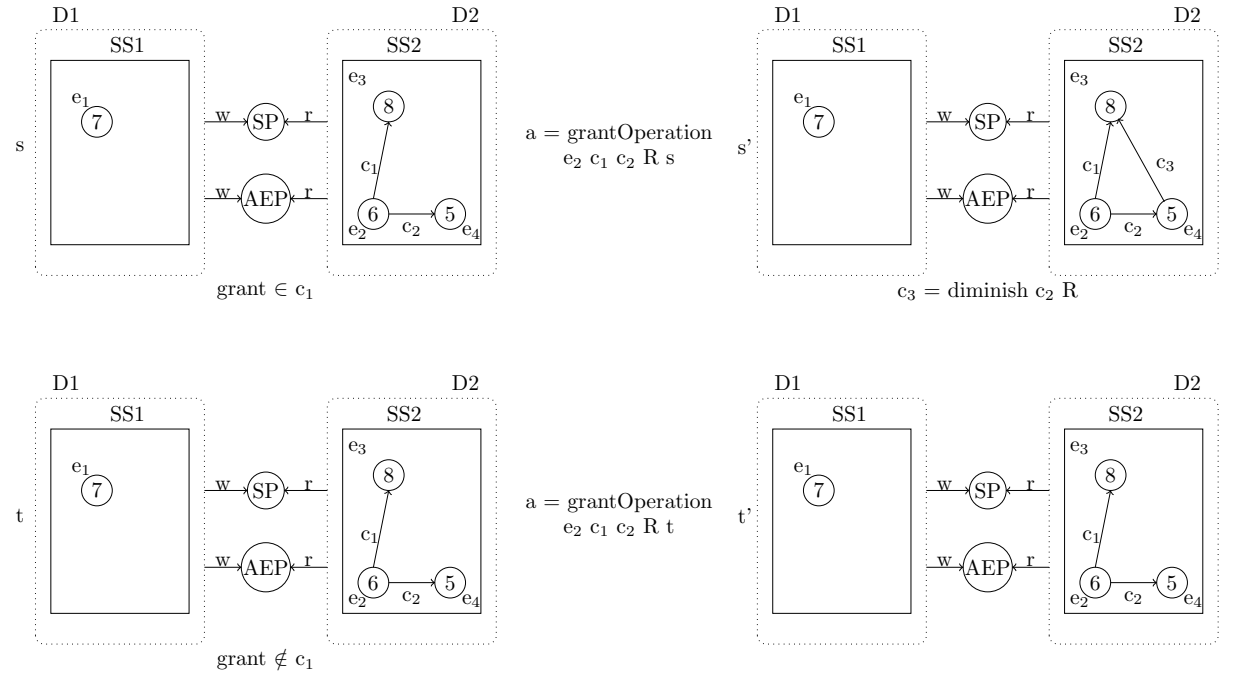 D1 D2 D1 D2
SS1 SS2 SS1 SS2
e₃ e₃
e₁ 8 e₁ 8
7 w SP r 7 w SP r
a = grantOperation
s c₁ e₂ c₁ c₂ R s s' c₁ c₃
w AEP r w AEP r
6 5 6 5
e₂ c₂ e₄ e₂ c₂ e₄
grant ∈ c₁ c₃ = diminish c₂ R
D1 D2 D1 D2
SS1 SS2 SS1 SS2
e₃ e₃
e₁ 8 e₁ 8
7 w SP r 7 w SP r
a = grantOperation
t c₁ e₂ c₁ c₂ R t t' c₁
w AEP r w AEP r
6 5 6 5
e₂ c₂ e₄ e₂ c₂ e₄
grant ∉ c₁